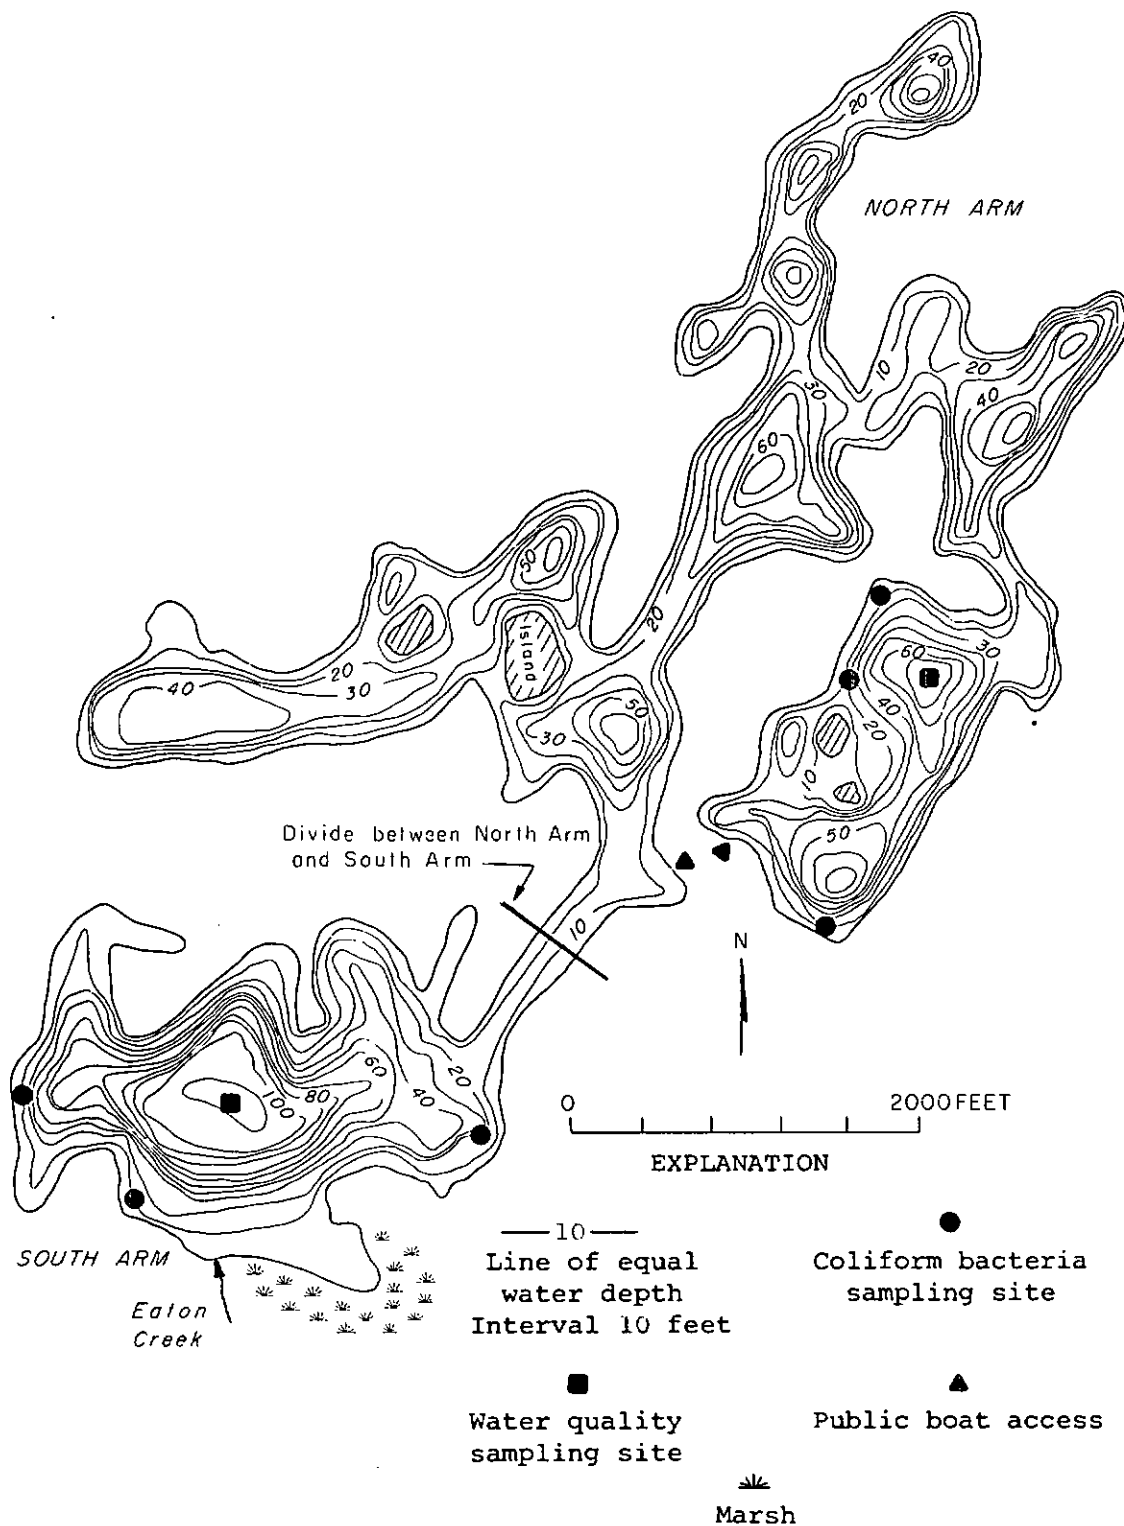 40
20
NORTH ARM
10
20
30
40
60
50
20
Island
20
30
40
30
60
50
30
40
20
10
50
Divide between North Arm
and South Arm
10
N
0 2000 FEET
EXPLANATION
60
20
80
100
40
SOUTH ARM
Eaton
Creek
10
Line of equal
water depth
Interval 10 feet
Coliform bacteria
sampling site
Water quality
sampling site
Public boat access
Marsh